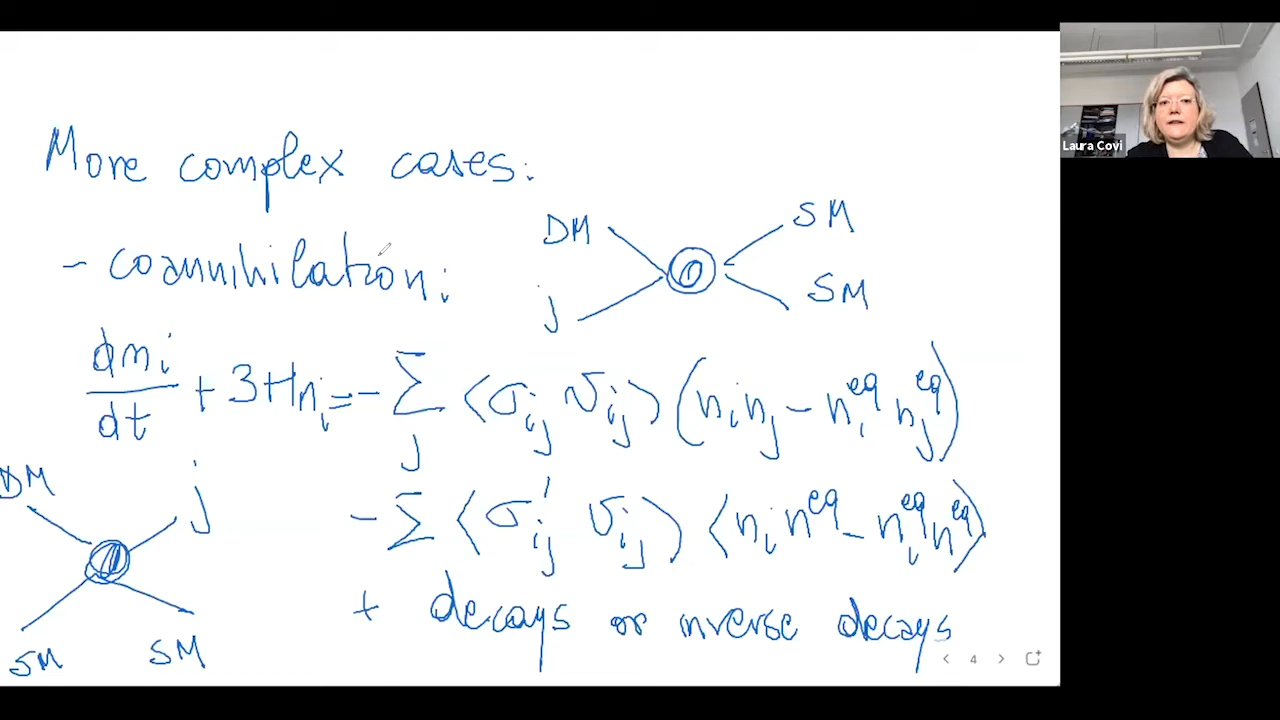 More complex cases:
- coannihilation:
DM SM
j SM
dn_i/dt + 3Hn_i = - Σ_j ⟨σ_ij v_ij⟩ (n_i n_j - n_i^eq n_j^eq)
DM j
SM SM
- Σ ⟨σ'_ij v_ij⟩ (n_i n^eq - n_i^eq n^eq)
+ decays or inverse decays
4
Laura Covi